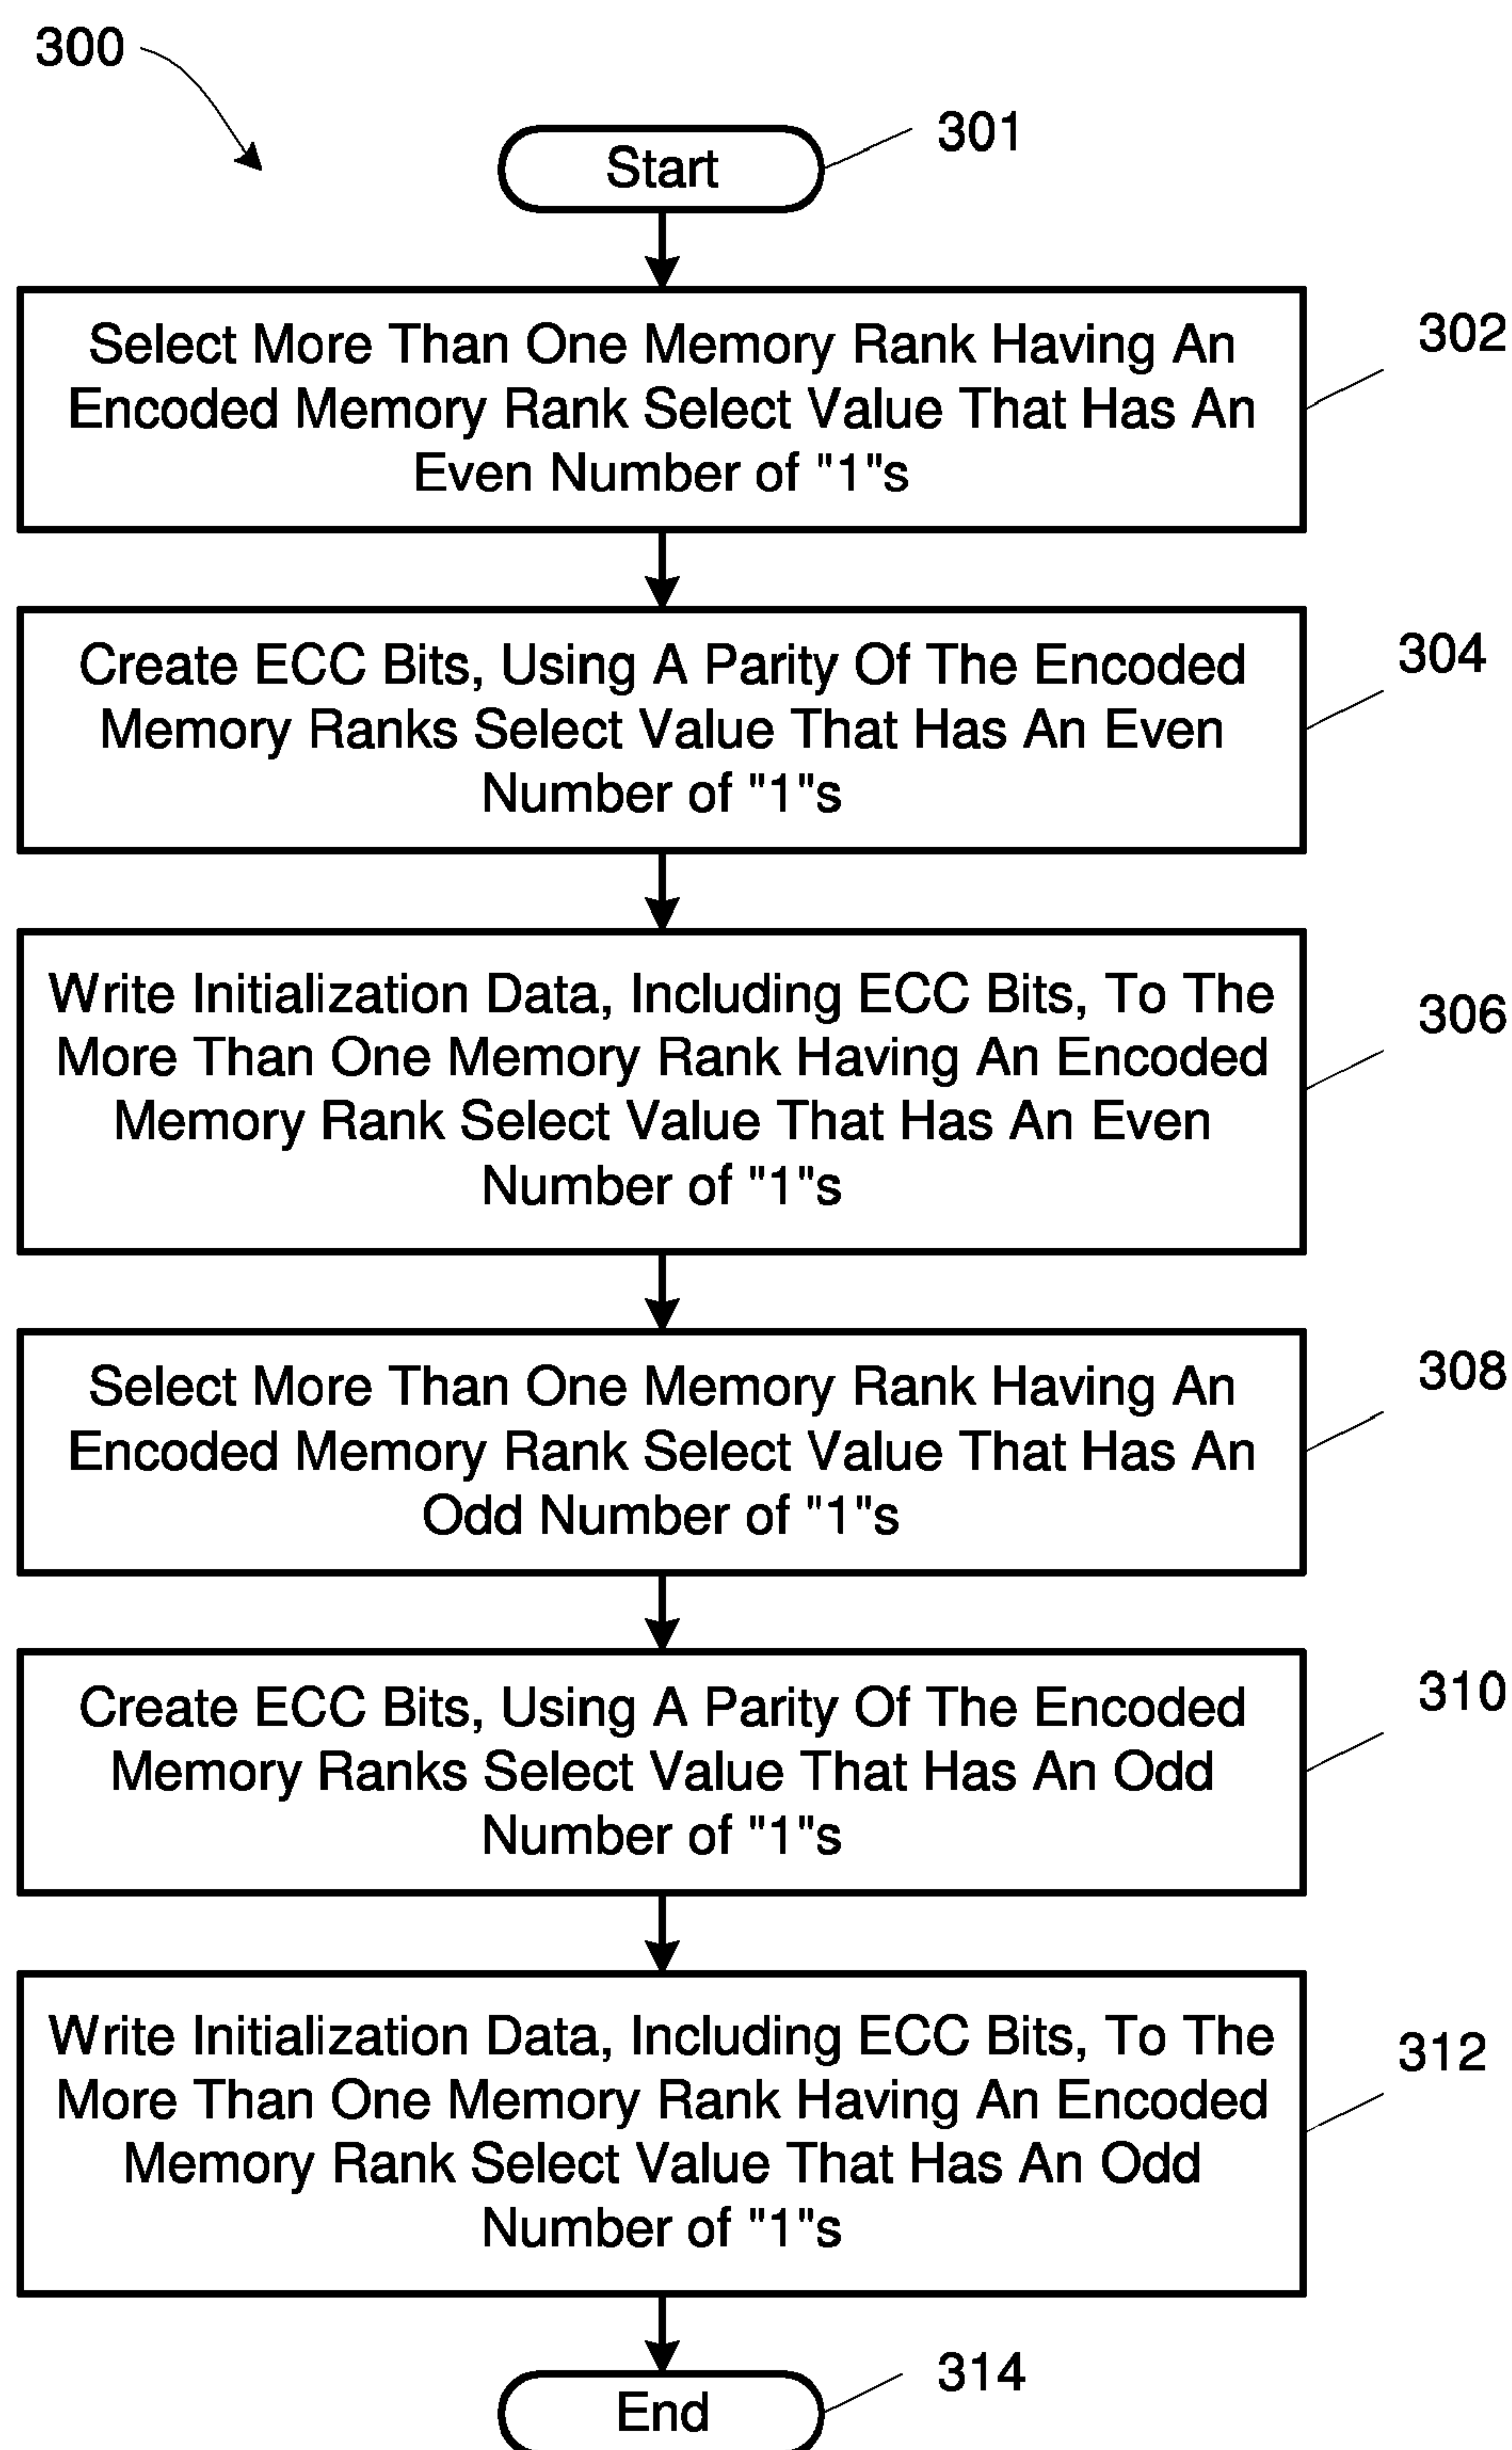 300
301
Start
302
Select More Than One Memory Rank Having An
Encoded Memory Rank Select Value That Has An
Even Number of "1"s
304
Create ECC Bits, Using A Parity Of The Encoded
Memory Ranks Select Value That Has An Even
Number of "1"s
306
Write Initialization Data, Including ECC Bits, To The
More Than One Memory Rank Having An Encoded
Memory Rank Select Value That Has An Even
Number of "1"s
308
Select More Than One Memory Rank Having An
Encoded Memory Rank Select Value That Has An
Odd Number of "1"s
310
Create ECC Bits, Using A Parity Of The Encoded
Memory Ranks Select Value That Has An Odd
Number of "1"s
312
Write Initialization Data, Including ECC Bits, To The
More Than One Memory Rank Having An Encoded
Memory Rank Select Value That Has An Odd
Number of "1"s
314
End